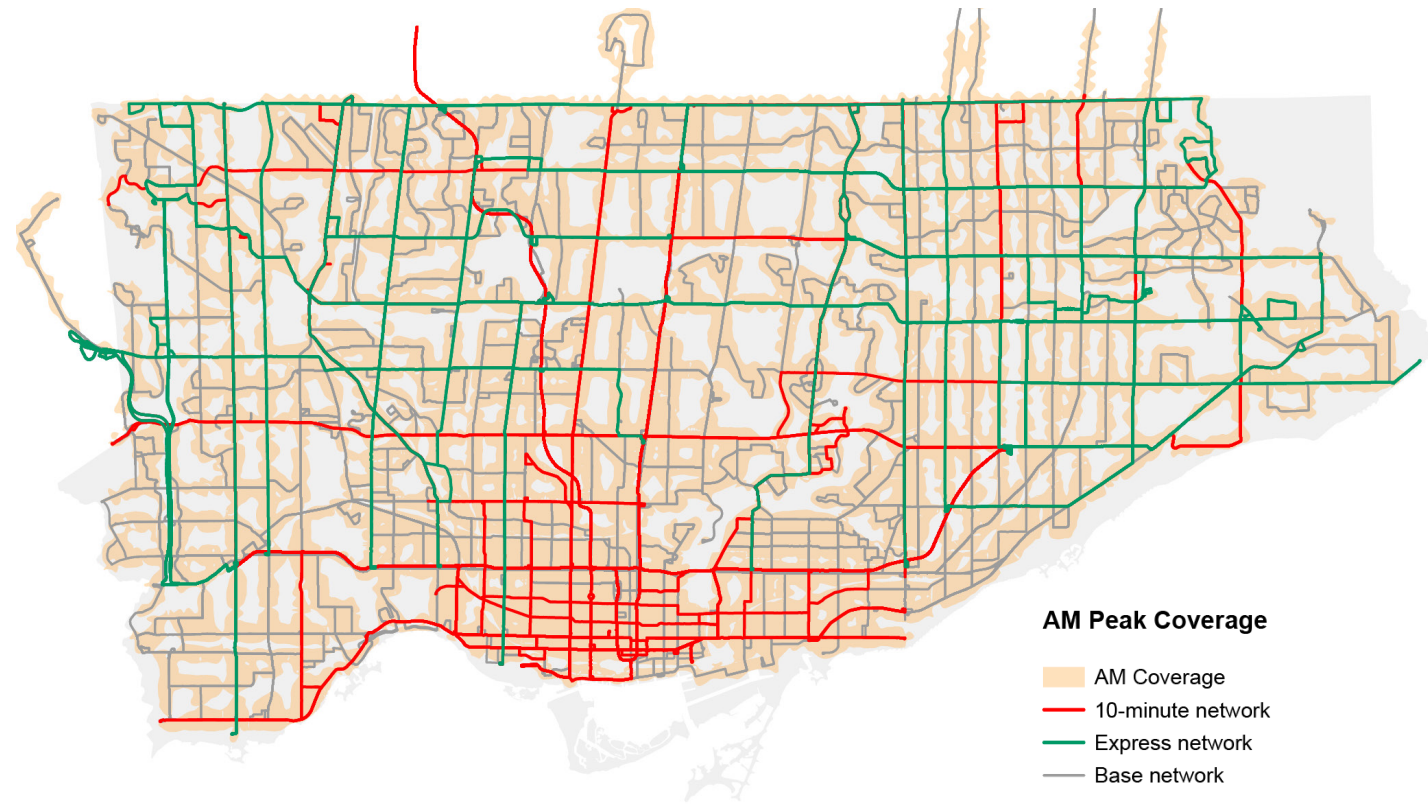 AM Peak Coverage
AM Coverage
10-minute network
Express network
Base network